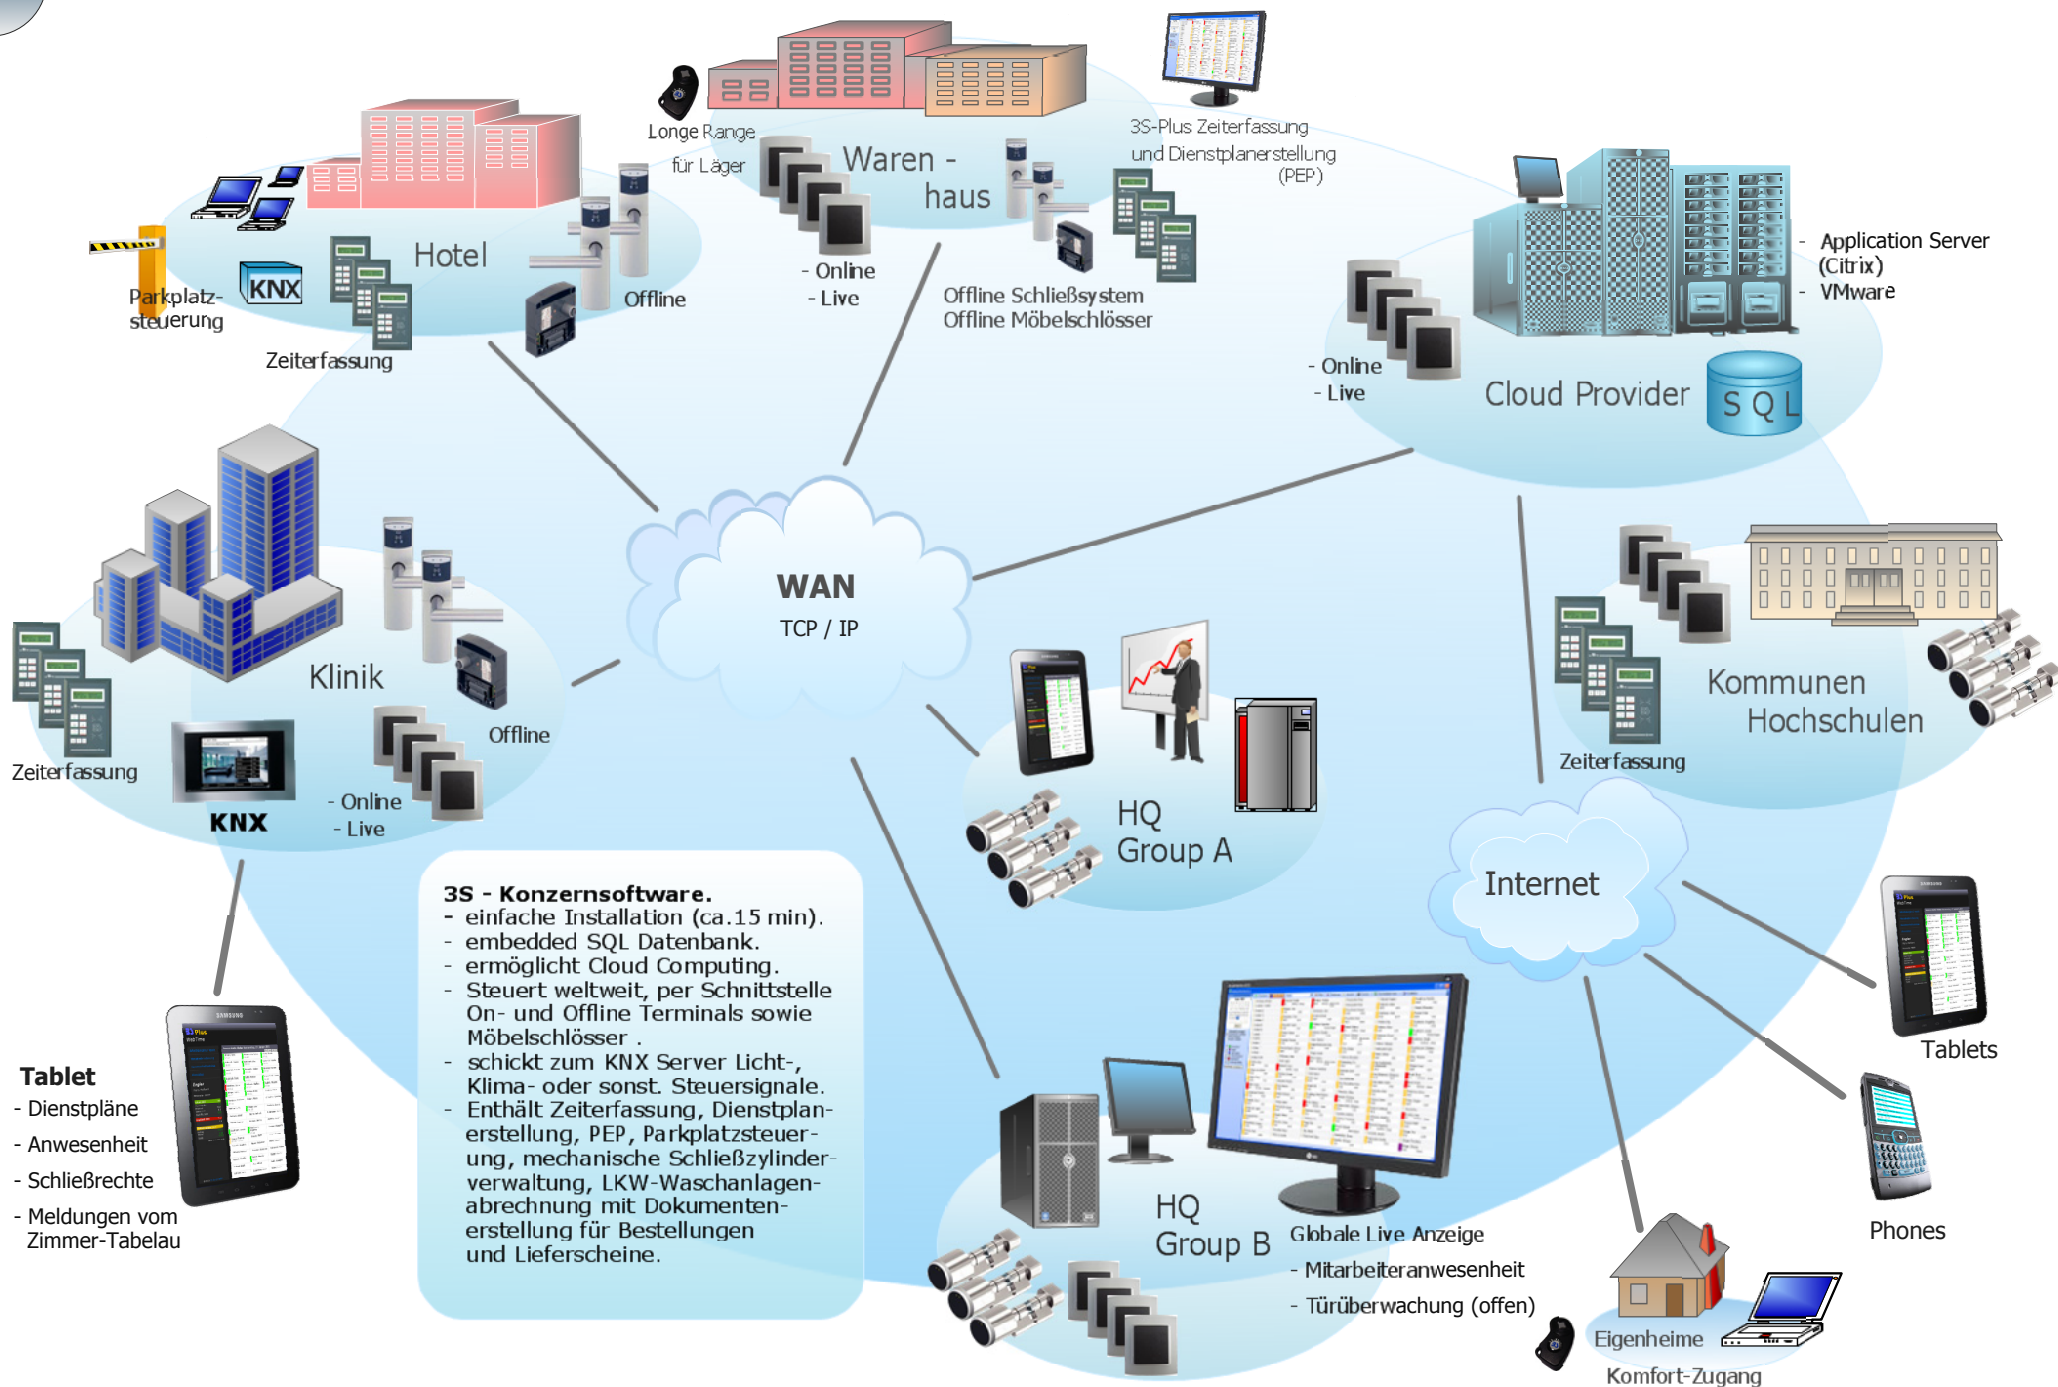 Longe Range
für Läger
Waren -
haus
3S-Plus Zeiterfassung
und Dienstplanerstellung
(PEP)
Hotel
KNX
Parkplatz-
steuerung
Zeiterfassung
Offline
- Online
- Live
Offline Schließsystem
Offline Möbelschlösser
- Application Server
(Citrix)
- VMware
- Online
- Live
Cloud Provider
SQL
WAN
TCP / IP
Klinik
Offline
Zeiterfassung
KNX
- Online
- Live
Kommunen
Hochschulen
Zeiterfassung
HQ
Group A
Internet
3S - Konzernsoftware.
- einfache Installation (ca.15 min).
- embedded SQL Datenbank.
- ermöglicht Cloud Computing.
- Steuert weltweit, per Schnittstelle
On- und Offline Terminals sowie
Möbelschlösser .
- schickt zum KNX Server Licht-,
Klima- oder sonst. Steuersignale.
- Enthält Zeiterfassung, Dienstplan-
erstellung, PEP, Parkplatzsteuer-
ung, mechanische Schließzylinder-
verwaltung, LKW-Waschanlagen-
abrechnung mit Dokumenten-
erstellung für Bestellungen
und Lieferscheine.
SAMSUNG
Plus
WebTime
Tablet
- Dienstpläne
- Anwesenheit
- Schließrechte
- Meldungen vom
Zimmer-Tabelau
HQ
Group B
Globale Live Anzeige
- Mitarbeiteranwesenheit
- Türüberwachung (offen)
Tablets
Phones
Eigenheime
Komfort-Zugang